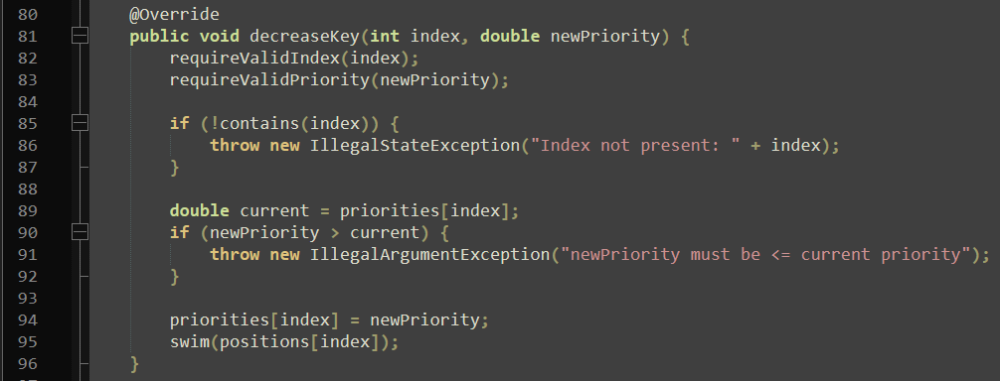 80 @Override
81 public void decreaseKey(int index, double newPriority) {
82 requireValidIndex(index);
83 requireValidPriority(newPriority);
84
85 if (!contains(index)) {
86 throw new IllegalStateException("Index not present: " + index);
87 }
88
89 double current = priorities[index];
90 if (newPriority > current) {
91 throw new IllegalArgumentException("newPriority must be <= current priority");
92 }
93
94 priorities[index] = newPriority;
95 swim(positions[index]);
96 }